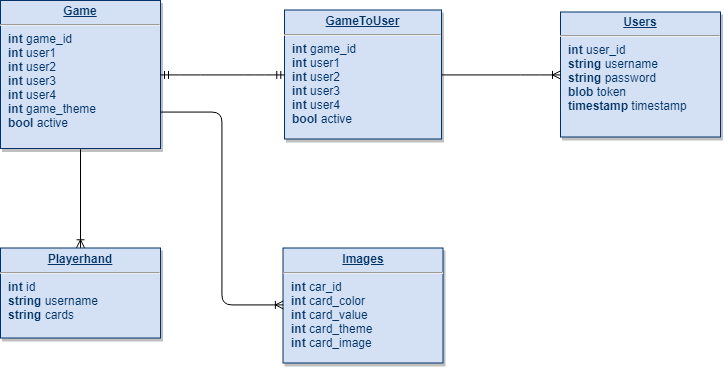 Game
int game_id
int user1
int user2
int user3
int user4
int game_theme
bool active
GameToUser
int game_id
int user1
int user2
int user3
int user4
bool active
Users
int user_id
string username
string password
blob token
timestamp timestamp
Playerhand
int id
string username
string cards
Images
int car_id
int card_color
int card_value
int card_theme
int card_image